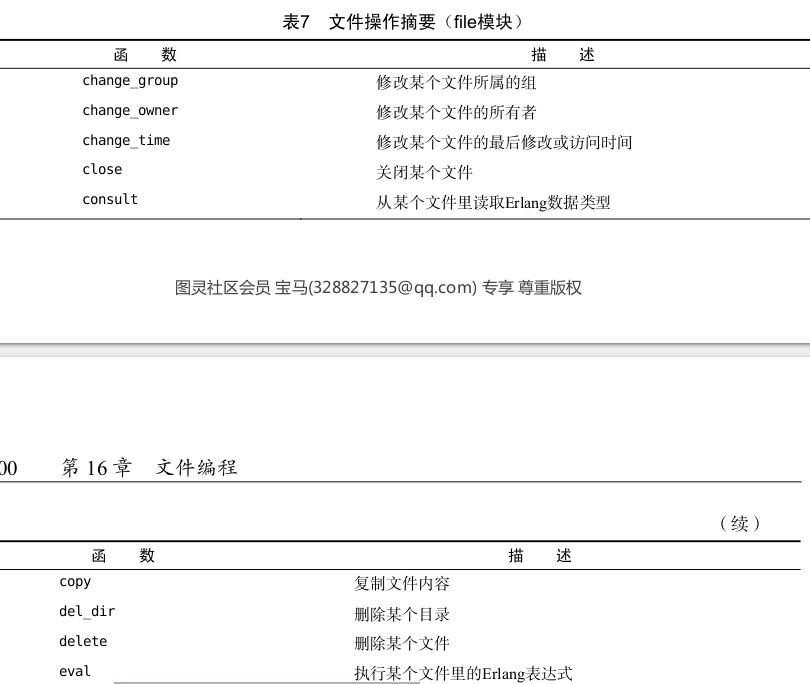 表7 文件操作摘要（file模块）
函 数 描 述
change_group 修改某个文件所属的组
change_owner 修改某个文件的所有者
change_time 修改某个文件的最后修改或访问时间
close 关闭某个文件
consult 从某个文件里读取Erlang数据类型
图灵社区会员 宝马(328827135@qq.com) 专享 尊重版权
00 第 16 章 文件编程
（续）
函 数 描 述
copy 复制文件内容
del_dir 删除某个目录
delete 删除某个文件
eval 执行某个文件里的Erlang表达式